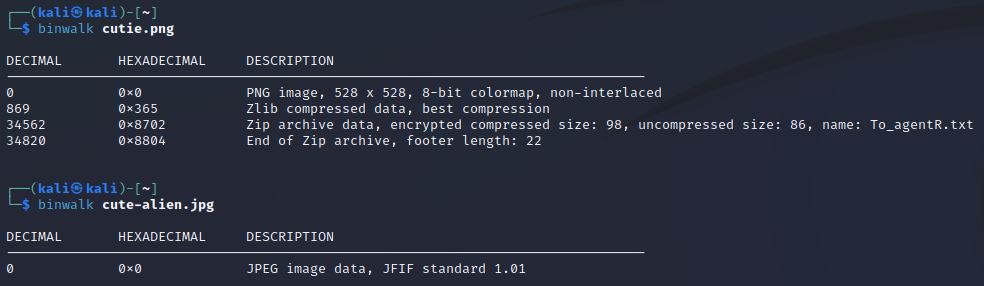 ┌──(kali㉿kali)-[~]
└─$ binwalk cutie.png
DECIMAL       HEXADECIMAL     DESCRIPTION
0             0×0             PNG image, 528 x 528, 8-bit colormap, non-interlaced
869           0×365           Zlib compressed data, best compression
34562         0×8702          Zip archive data, encrypted compressed size: 98, uncompressed size: 86, name: To_agentR.txt
34820         0×8804          End of Zip archive, footer length: 22
┌──(kali㉿kali)-[~]
└─$ binwalk cute-alien.jpg
DECIMAL       HEXADECIMAL     DESCRIPTION
0             0×0             JPEG image data, JFIF standard 1.01